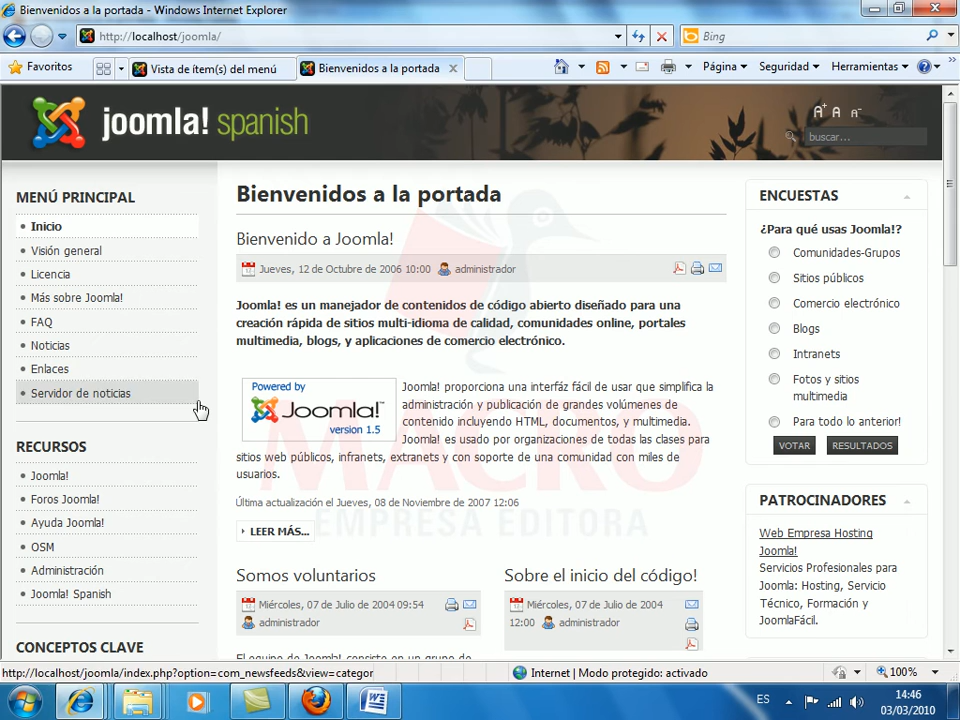 Bienvenidos a la portada - Windows Internet Explorer
http://localhost/joomla/
Bing
Favoritos
Vista de ítem(s) del menú
Bienvenidos a la portada
Página
Seguridad
Herramientas
joomla! spanish
A+ A A-
buscar...
MENÚ PRINCIPAL
Inicio
Visión general
Licencia
Más sobre Joomla!
FAQ
Noticias
Enlaces
Servidor de noticias
RECURSOS
Joomla!
Foros Joomla!
Ayuda Joomla!
OSM
Administración
Joomla! Spanish
CONCEPTOS CLAVE
Bienvenidos a la portada
Bienvenido a Joomla!
Jueves, 12 de Octubre de 2006 10:00 administrador
Joomla! es un manejador de contenidos de código abierto diseñado para una
creación rápida de sitios multi-idioma de calidad, comunidades online, portales
multimedia, blogs, y aplicaciones de comercio electrónico.
Powered by
Joomla!™
version 1.5
Joomla! proporciona una interfáz fácil de usar que simplifica la
administración y publicación de grandes volúmenes de
contenido incluyendo HTML, documentos, y multimedia.
Joomla! es usado por organizaciones de todas las clases para
sitios web públicos, infranets, extranets y con soporte de una comunidad con miles de
usuarios.
Última actualización el Jueves, 08 de Noviembre de 2007 12:06
LEER MÁS...
MACRO
EMPRESA EDITORA
Somos voluntarios
Miércoles, 07 de Julio de 2004 09:54
administrador
El equipo de Joomla! consiste en un grupo de
Sobre el inicio del código!
Miércoles, 07 de Julio de 2004
12:00 administrador
ENCUESTAS
¿Para qué usas Joomla!?
Comunidades-Grupos
Sitios públicos
Comercio electrónico
Blogs
Intranets
Fotos y sitios
multimedia
Para todo lo anterior!
VOTAR RESULTADOS
PATROCINADORES
Web Empresa Hosting
Joomla!
Servicios Profesionales para
Joomla: Hosting, Servicio
Técnico, Formación y
JoomlaFácil.
http://localhost/joomla/index.php?option=com_newsfeeds&view=categor
Internet | Modo protegido: activado
100%
ES
14:46
03/03/2010